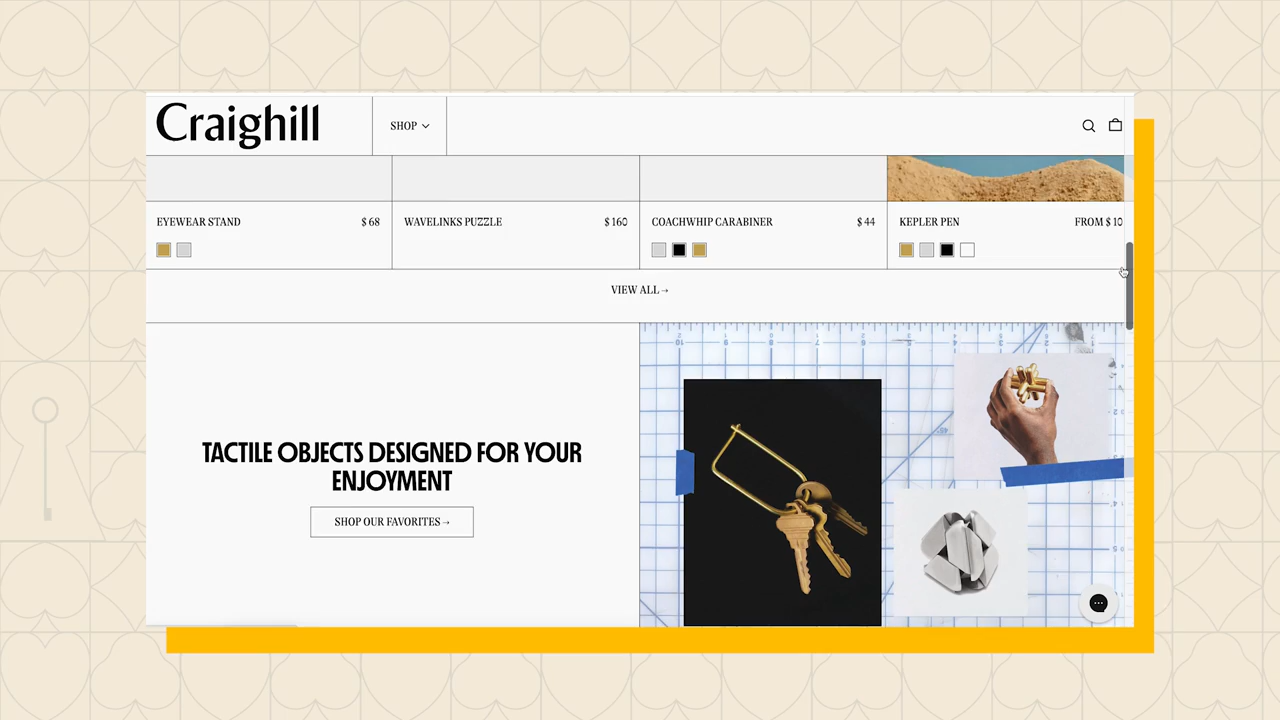 Craighill
SHOP
EYEWEAR STAND $ 68
WAVELINKS PUZZLE $ 160
COACHWHIP CARABINER $ 44
KEPLER PEN FROM $ 10
VIEW ALL→
TACTILE OBJECTS DESIGNED FOR YOUR
ENJOYMENT
SHOP OUR FAVORITES→